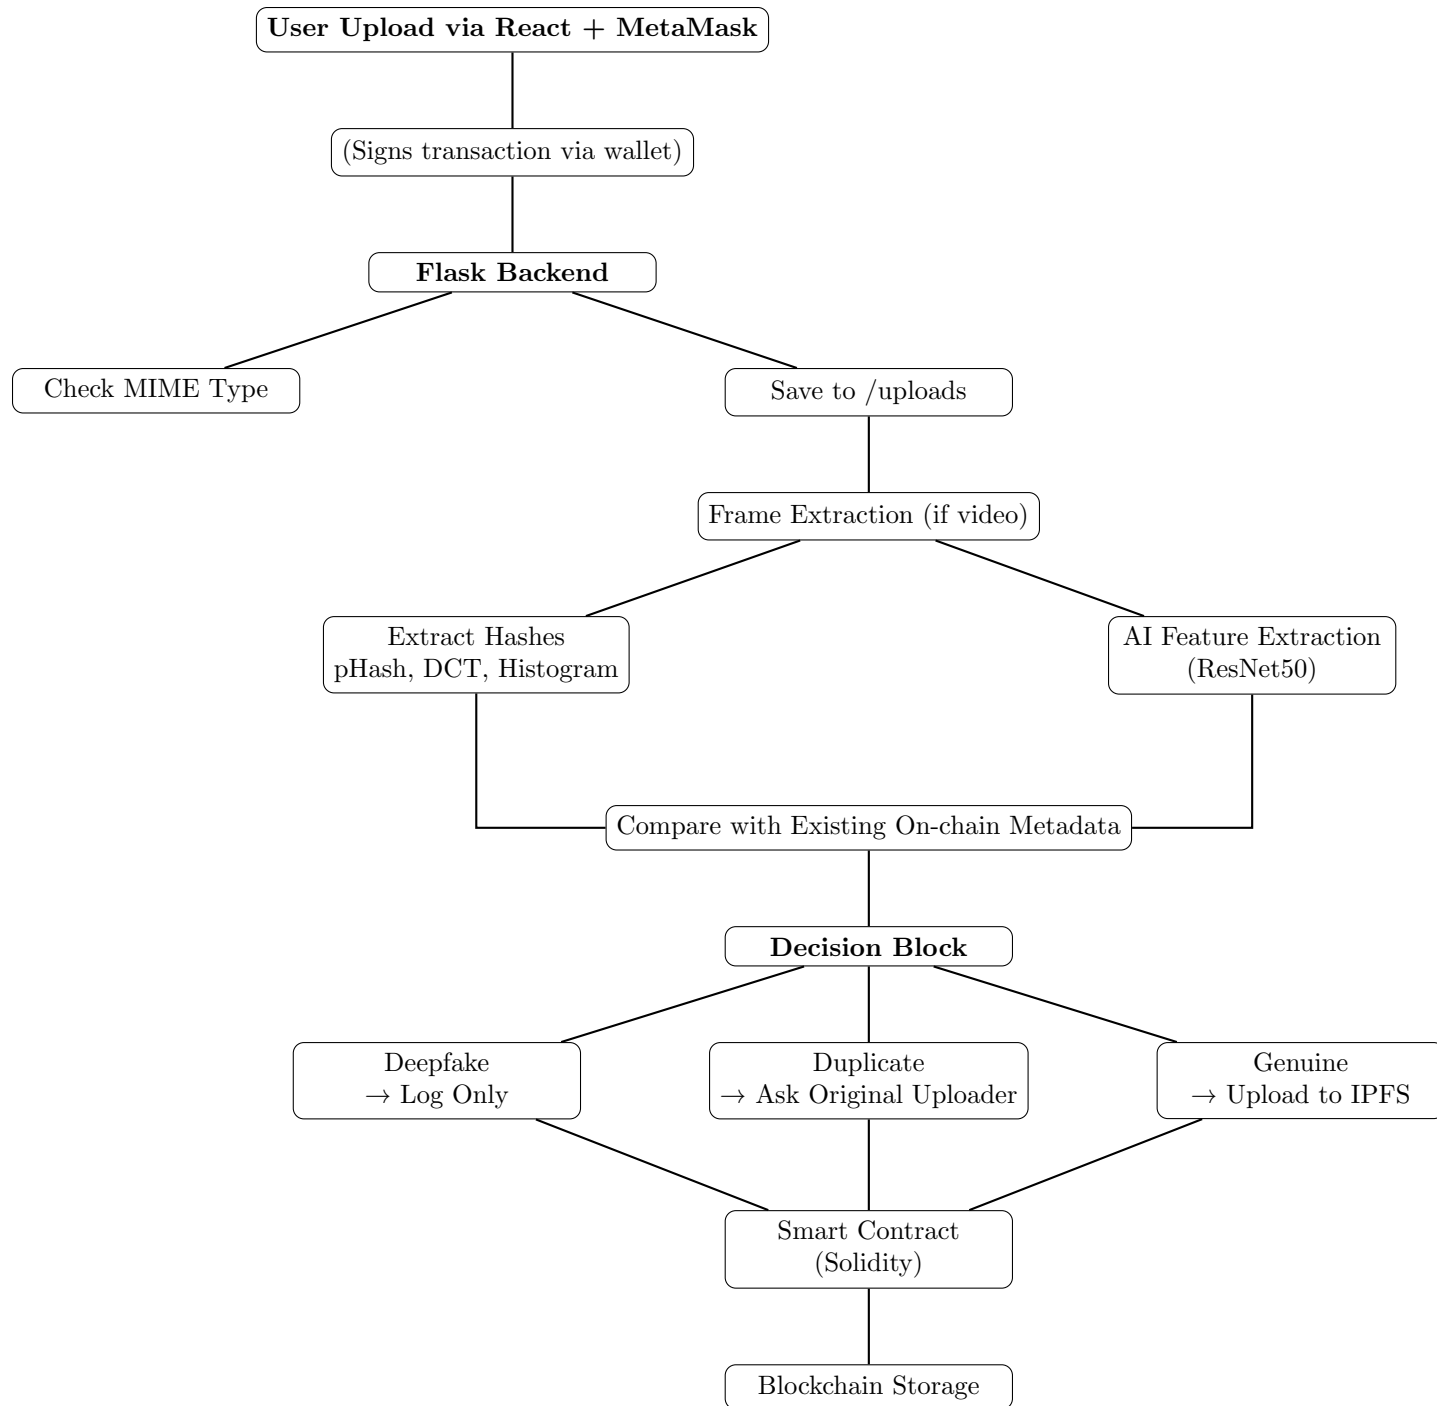 User Upload via React + MetaMask
(Signs transaction via wallet)
Flask Backend
Check MIME Type
Save to /uploads
Frame Extraction (if video)
Extract Hashes
pHash, DCT, Histogram
AI Feature Extraction
(ResNet50)
Compare with Existing On-chain Metadata
Decision Block
Deepfake
→ Log Only
Duplicate
→ Ask Original Uploader
Genuine
→ Upload to IPFS
Smart Contract
(Solidity)
Blockchain Storage